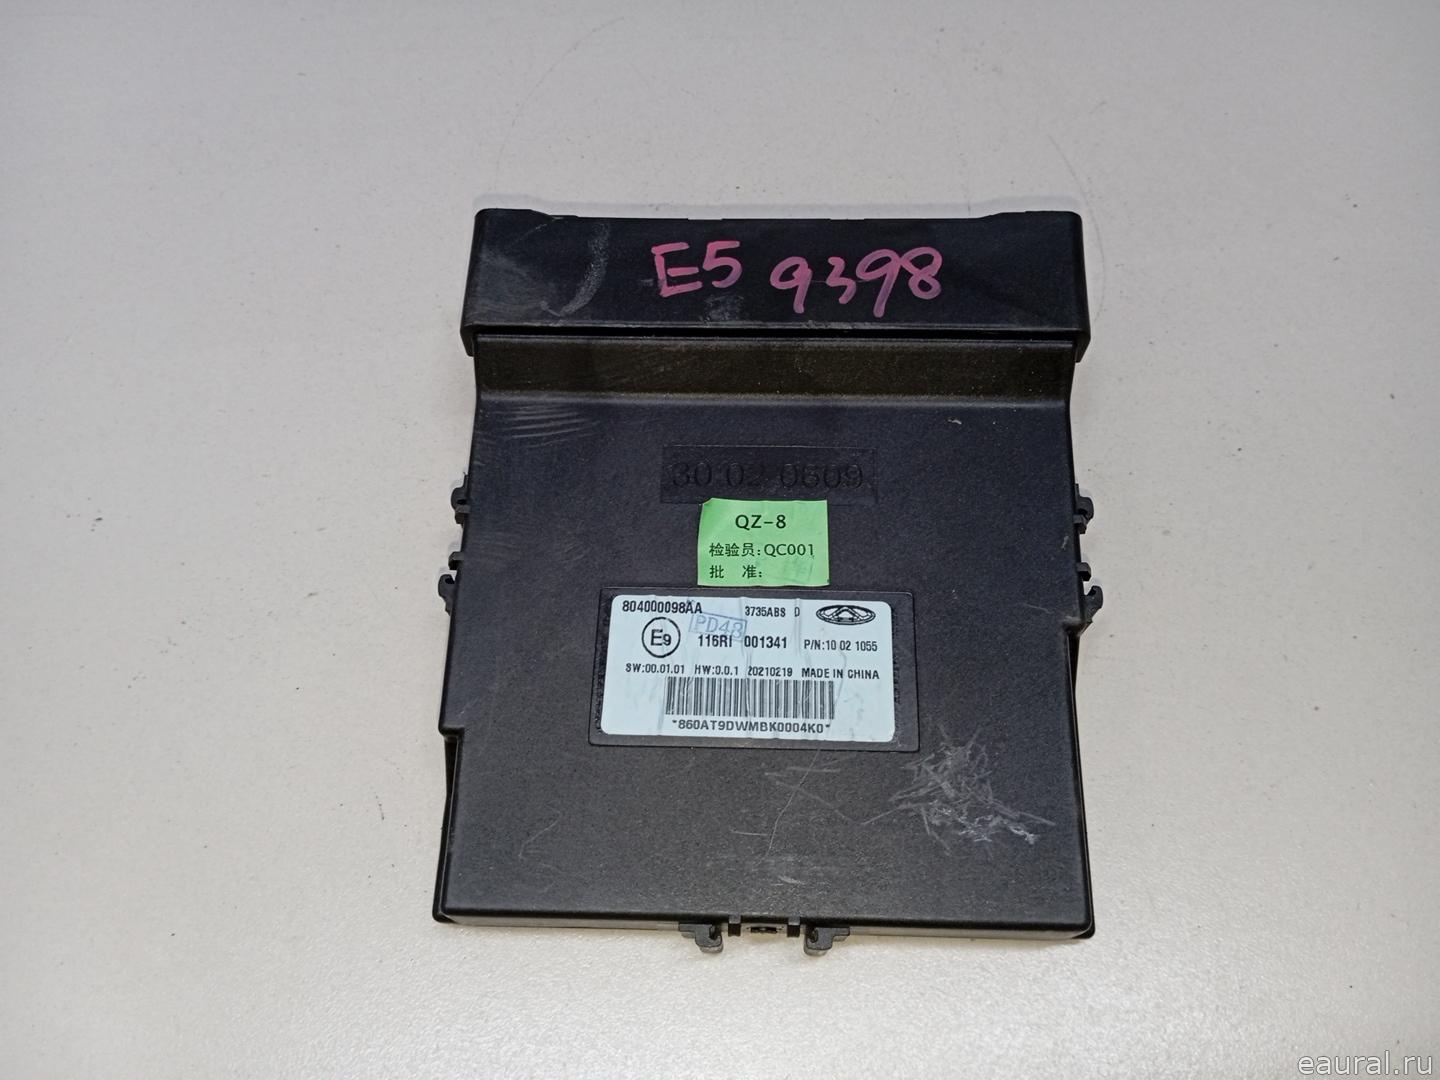 E5 9398
30 02 0609
QZ-8
检验员: QC001
批 准:
804000098AA 3735ABS D
PD43
E9 116RI 001341 P/N:10 02 1055
SW:00.01.01 HW:0.0.1 20210219 MADE IN CHINA
*860AT9DWMBK0004K0*
eaural.ru